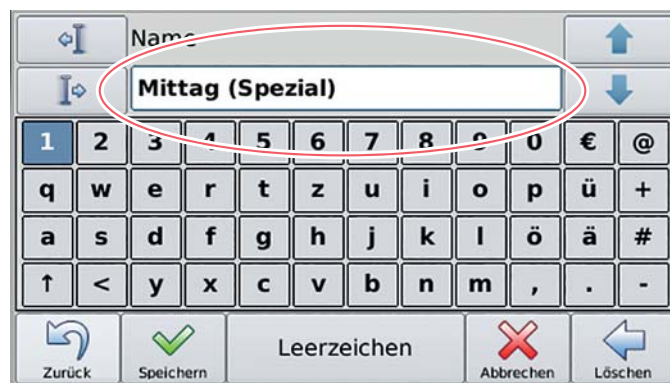 Name
Mittag (Spezial)
1 2 3 4 5 6 7 8 9 0 € @
q w e r t z u i o p ü +
a s d f g h j k l ö ä #
↑ < y x c v b n m , . -
Leerzeichen
Zurück Speichern Abbrechen Löschen